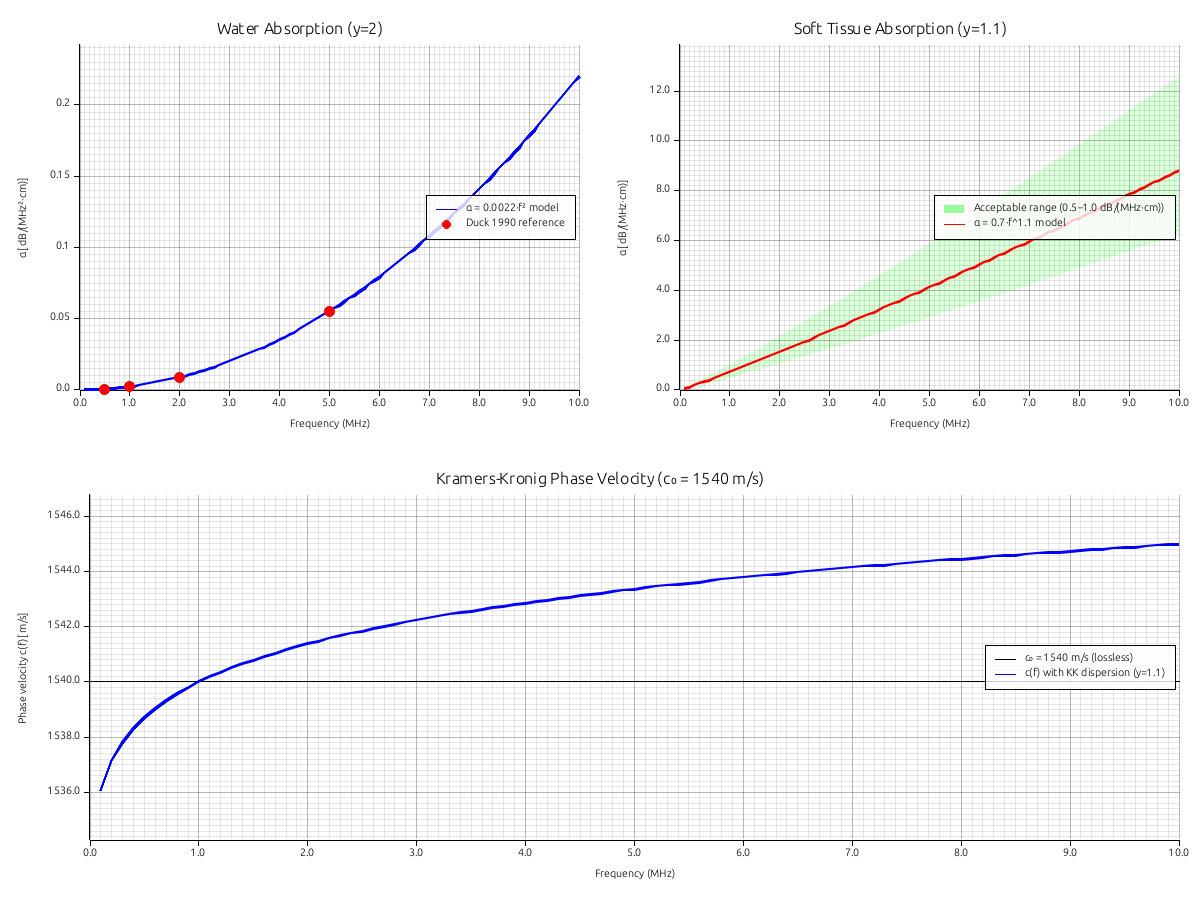 Water Absorption (y=2)
α [dB/(MHz²·cm)]
0.2
0.15
0.1
0.05
0.0
0.0 1.0 2.0 3.0 4.0 5.0 6.0 7.0 8.0 9.0 10.0
Frequency (MHz)
α = 0.0022·f² model
Duck 1990 reference
Soft Tissue Absorption (y=1.1)
α [dB/(MHz·cm)]
12.0
10.0
8.0
6.0
4.0
2.0
0.0
0.0 1.0 2.0 3.0 4.0 5.0 6.0 7.0 8.0 9.0 10.0
Frequency (MHz)
Acceptable range (0.5–1.0 dB/(MHz·cm))
α = 0.7·f^1.1 model
Kramers-Kronig Phase Velocity (c₀ = 1540 m/s)
Phase velocity c(f) [m/s]
1546.0
1544.0
1542.0
1540.0
1538.0
1536.0
0.0 1.0 2.0 3.0 4.0 5.0 6.0 7.0 8.0 9.0 10.0
Frequency (MHz)
c₀ = 1540 m/s (lossless)
c(f) with KK dispersion (y=1.1)